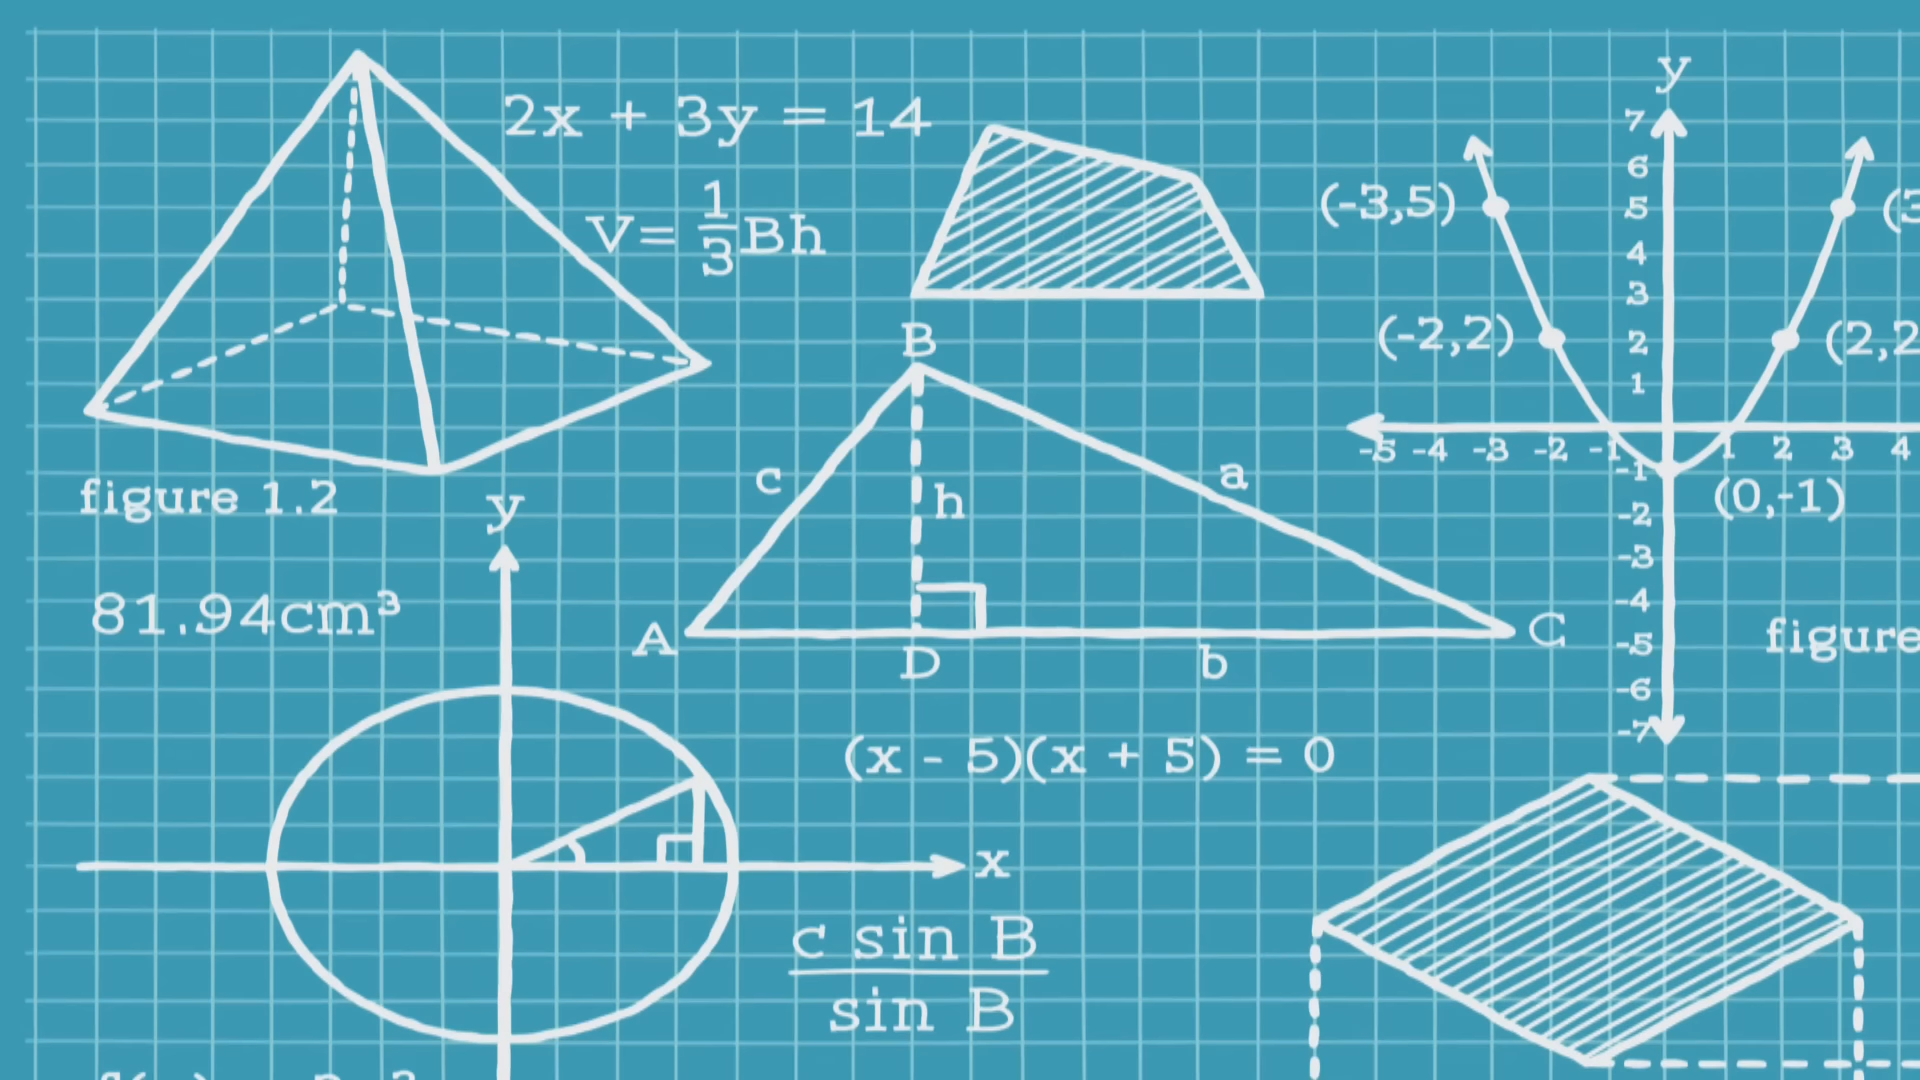 2x + 3y = 14
V= 1/3 Bh
figure 1.2
81.94cm³
y
x
B
c
h
a
A
D
b
C
(x - 5)(x + 5) = 0
c sin B
sin B
y
7
6
5
4
3
2
1
-5 -4 -3 -2 -1 1 2 3 4
-1
-2
-3
-4
-5
-6
-7
(-3,5)
(3
(-2,2)
(2,2
(0,-1)
figure